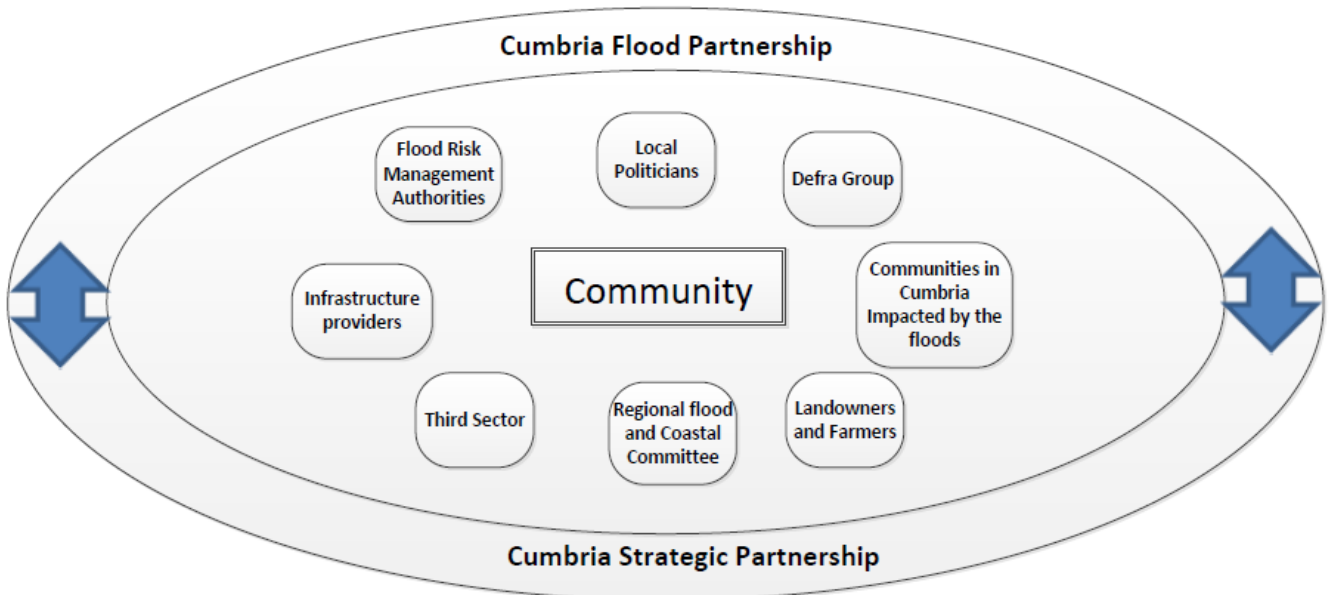 Cumbria Flood Partnership
Flood Risk
Management
Authorities
Local
Politicians
Defra Group
Infrastructure
providers
Community
Communities in
Cumbria
Impacted by the
floods
Third Sector
Regional flood
and Coastal
Committee
Landowners
and Farmers
Cumbria Strategic Partnership